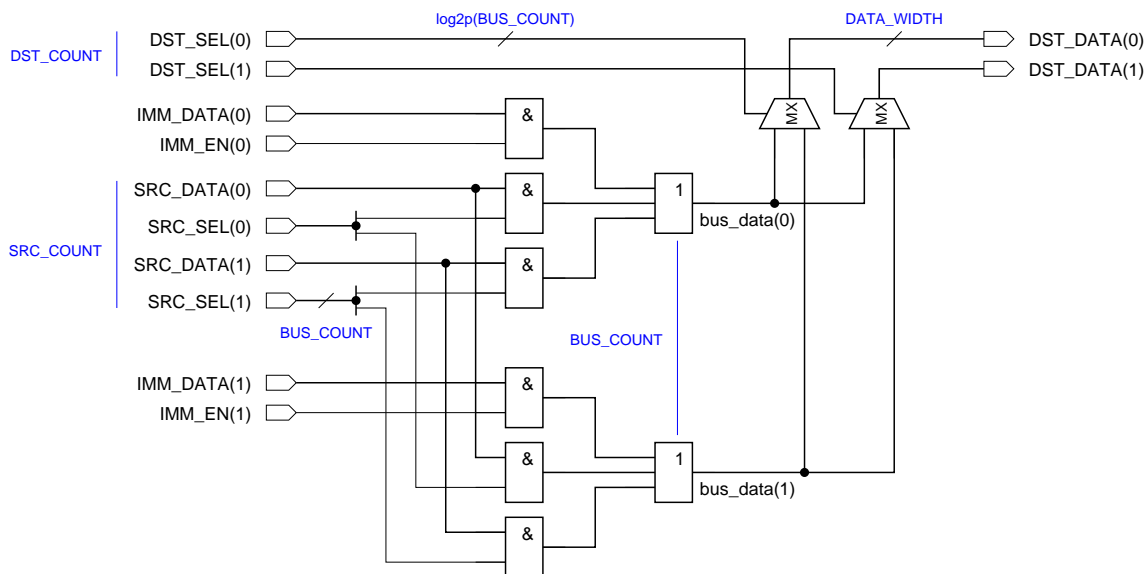 log2p(BUS_COUNT)
DATA_WIDTH
DST_COUNT
DST_SEL(0)
DST_DATA(0)
DST_SEL(1)
DST_DATA(1)
MX
MX
IMM_DATA(0)
&
IMM_EN(0)
SRC_COUNT
SRC_DATA(0)
&
1
SRC_SEL(0)
bus_data(0)
SRC_DATA(1)
&
SRC_SEL(1)
BUS_COUNT
BUS_COUNT
IMM_DATA(1)
&
IMM_EN(1)
&
1
bus_data(1)
&